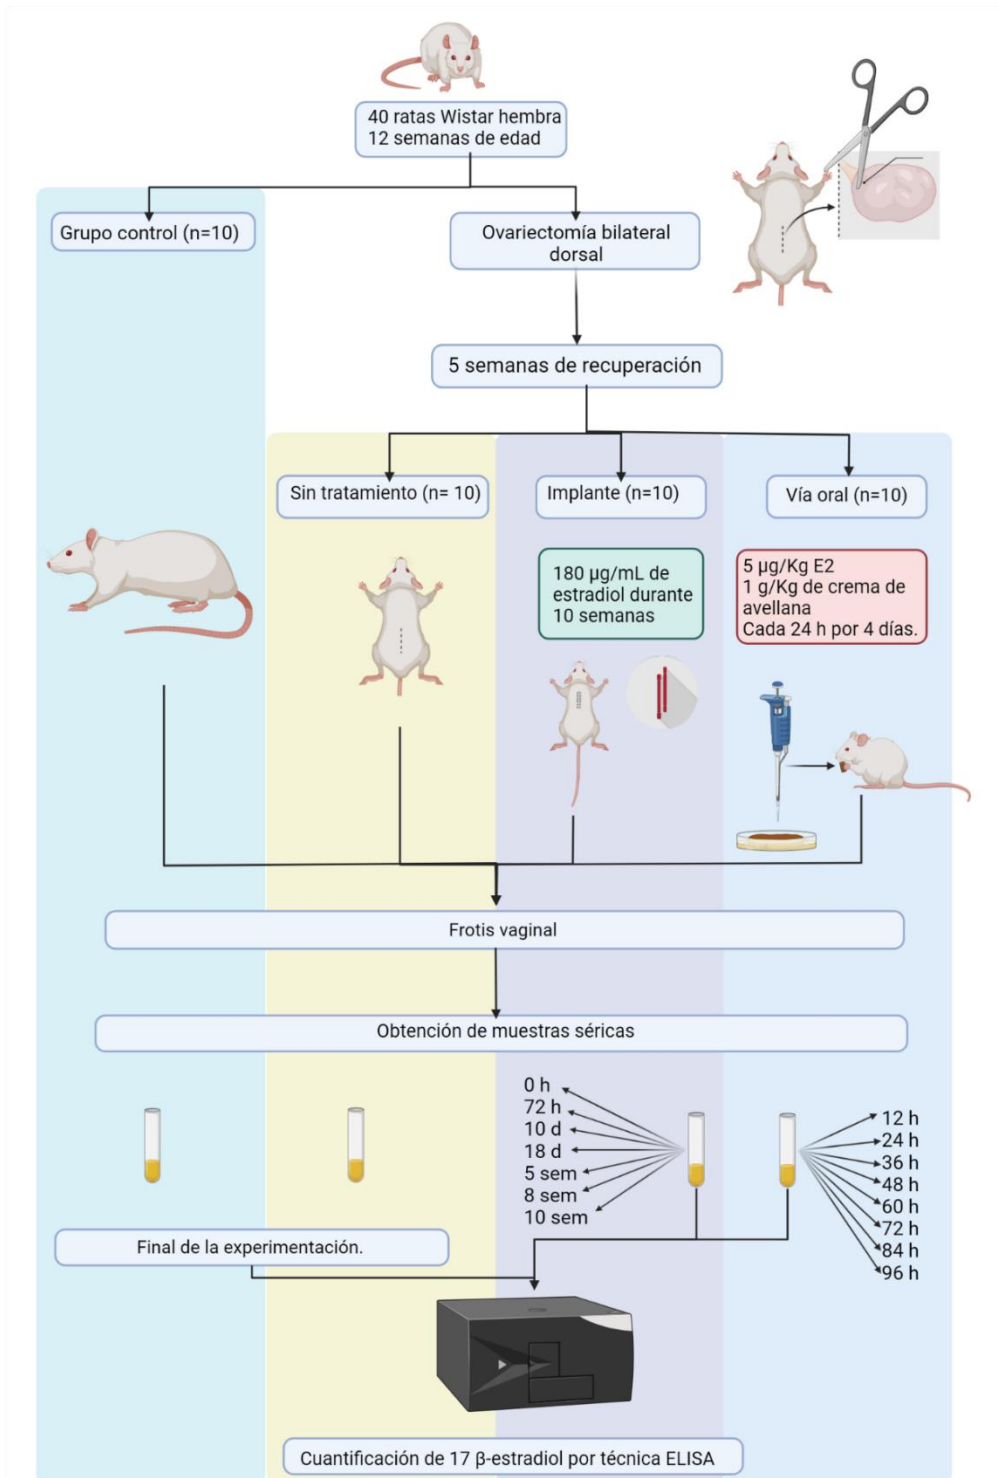 40 ratas Wistar hembra
12 semanas de edad
Grupo control (n=10)
Ovariectomía bilateral
dorsal
5 semanas de recuperación
Sin tratamiento (n= 10)
Implante (n=10)
Vía oral (n=10)
180 µg/mL de
estradiol durante
10 semanas
5 µg/Kg E2
1 g/Kg de crema de
avellana
Cada 24 h por 4 días.
Frotis vaginal
Obtención de muestras séricas
0 h
72 h
10 d
18 d
5 sem
8 sem
10 sem
12 h
24 h
36 h
48 h
60 h
72 h
84 h
96 h
Final de la experimentación.
Cuantificación de 17 β-estradiol por técnica ELISA